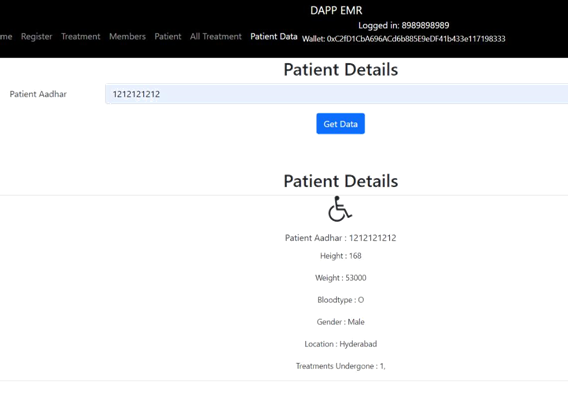 DAPP EMR
Logged in: 8989898989
me Register Treatment Members Patient All Treatment Patient Data Wallet: 0xC2fD1CbA696ACd6b885E9eDF41b433e117198333
Patient Details
Patient Aadhar 1212121212
Get Data
Patient Details
Patient Aadhar : 1212121212
Height : 168
Weight : 53000
Bloodtype : O
Gender : Male
Location : Hyderabad
Treatments Undergone : 1,